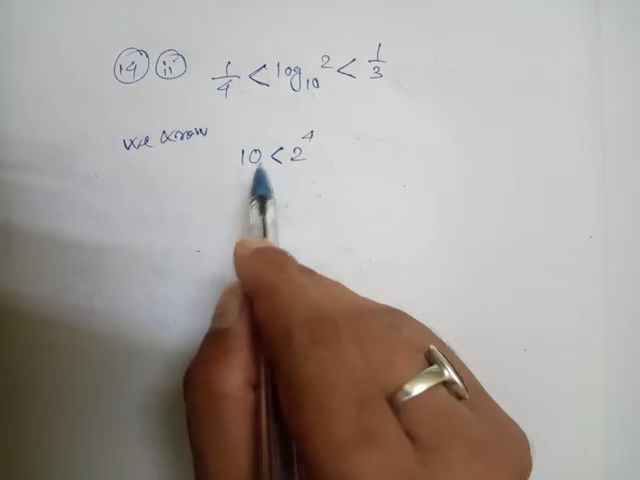 14 ii 1/4 < log₁₀ 2 < 1/3
we know
10 < 2⁴